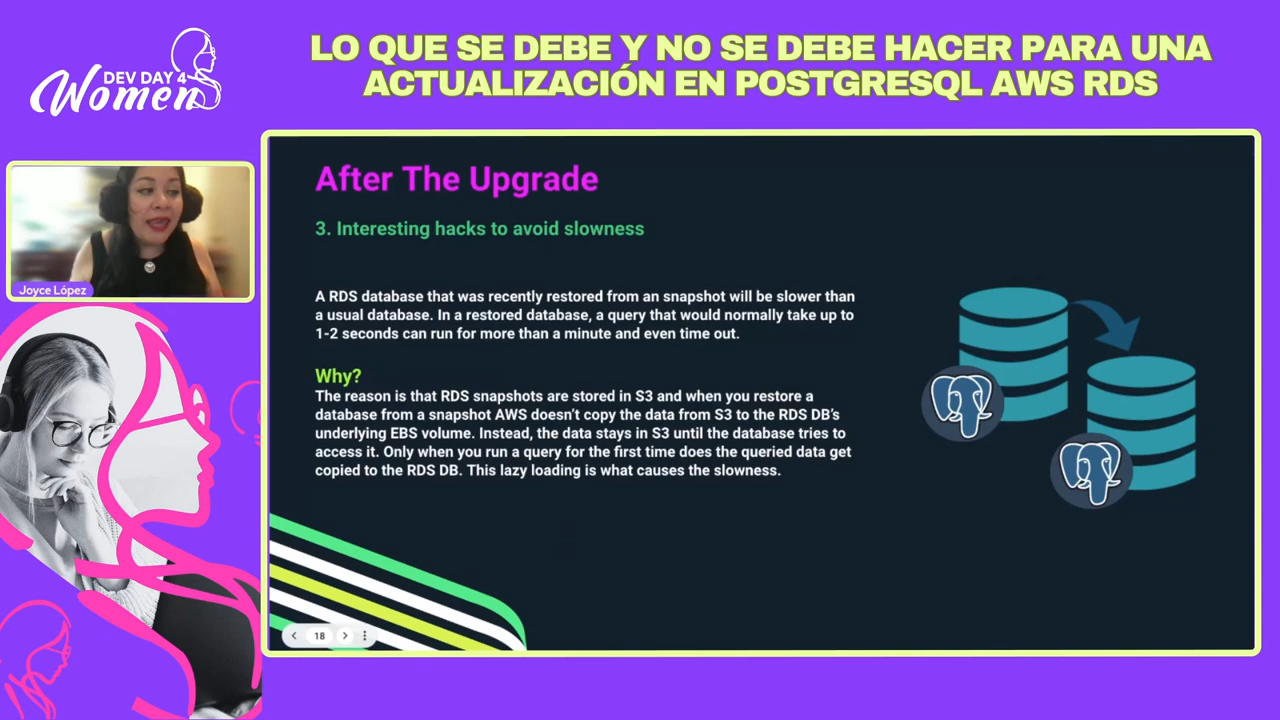 DEV DAY 4
Women
LO QUE SE DEBE Y NO SE DEBE HACER PARA UNA
ACTUALIZACIÓN EN POSTGRESQL AWS RDS
Joyce López
After The Upgrade
3. Interesting hacks to avoid slowness
A RDS database that was recently restored from an snapshot will be slower than
a usual database. In a restored database, a query that would normally take up to
1-2 seconds can run for more than a minute and even time out.
Why?
The reason is that RDS snapshots are stored in S3 and when you restore a
database from a snapshot AWS doesn't copy the data from S3 to the RDS DB's
underlying EBS volume. Instead, the data stays in S3 until the database tries to
access it. Only when you run a query for the first time does the queried data get
copied to the RDS DB. This lazy loading is what causes the slowness.
18